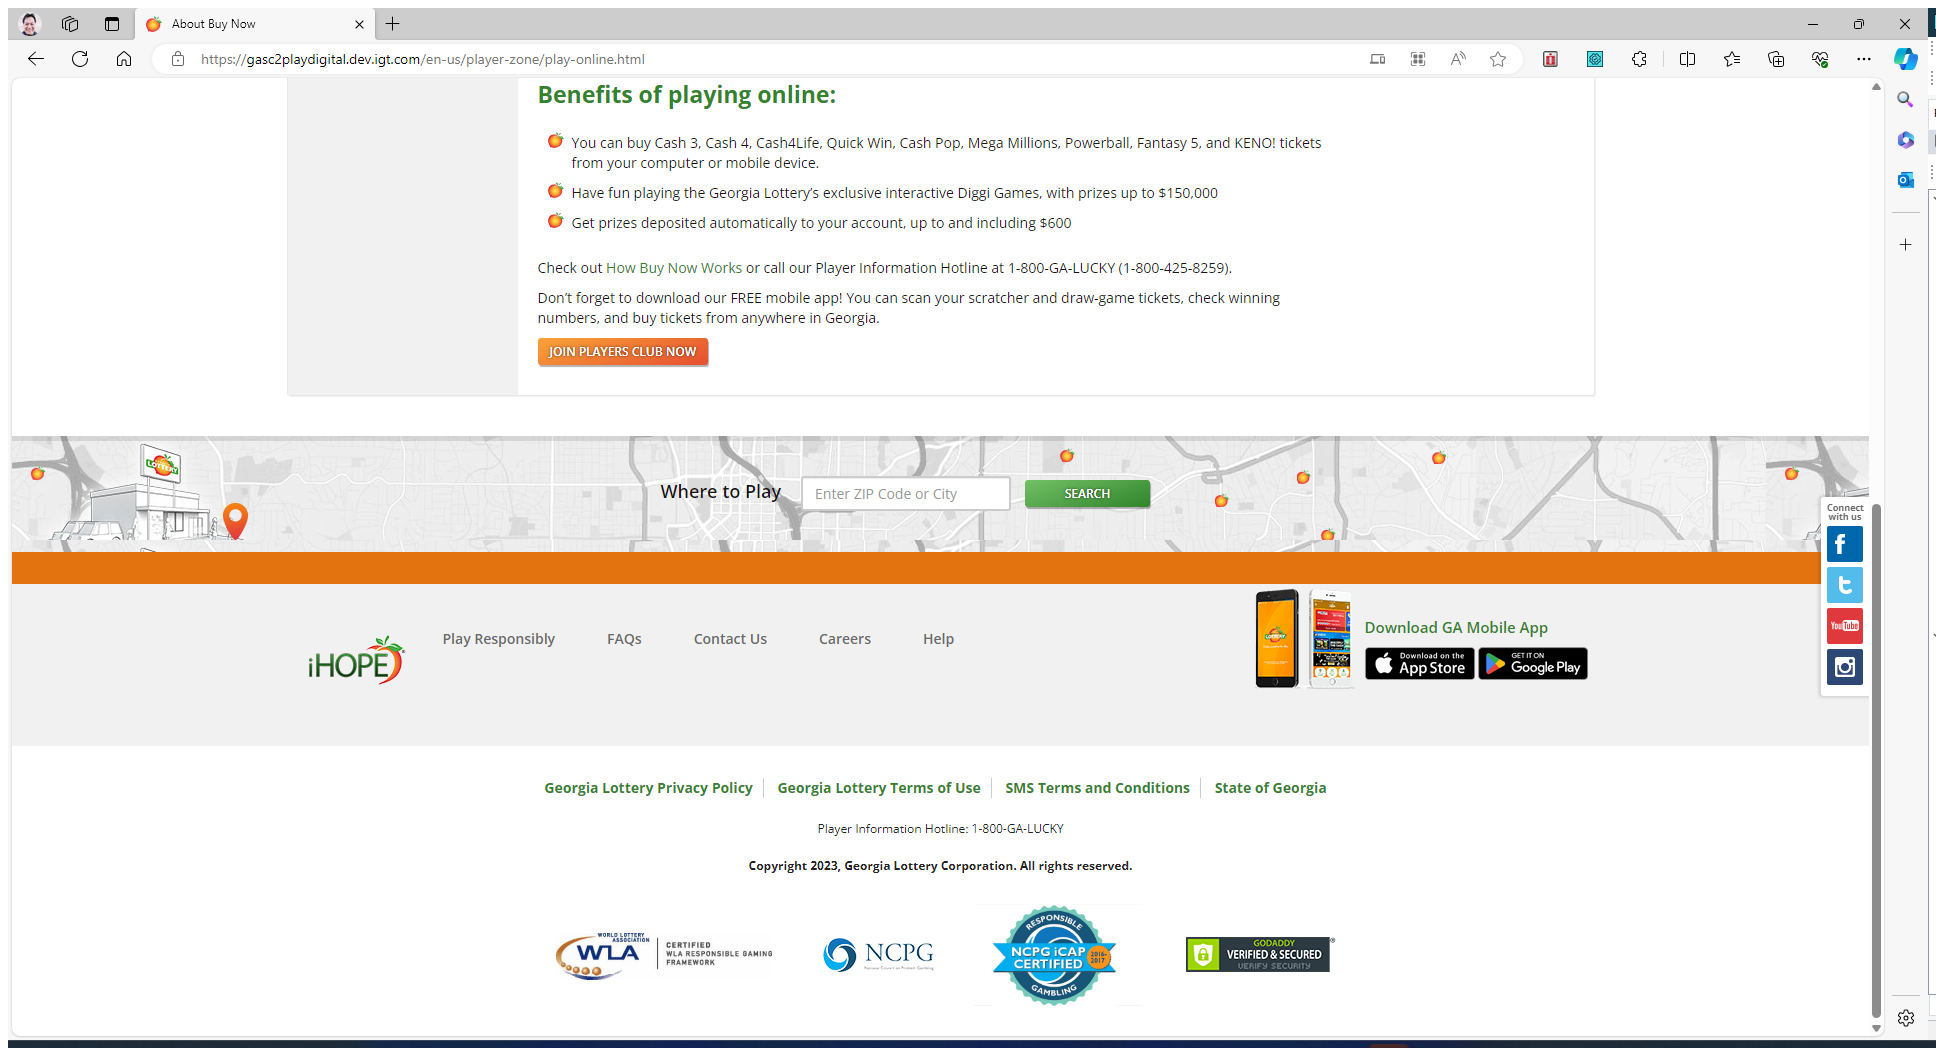 About Buy Now
https://gasc2playdigital.dev.igt.com/en-us/player-zone/play-online.html
Benefits of playing online:
You can buy Cash 3, Cash 4, Cash4Life, Quick Win, Cash Pop, Mega Millions, Powerball, Fantasy 5, and KENO! tickets
from your computer or mobile device.
Have fun playing the Georgia Lottery’s exclusive interactive Diggi Games, with prizes up to $150,000
Get prizes deposited automatically to your account, up to and including $600
Check out How Buy Now Works or call our Player Information Hotline at 1-800-GA-LUCKY (1-800-425-8259).
Don’t forget to download our FREE mobile app! You can scan your scratcher and draw-game tickets, check winning
numbers, and buy tickets from anywhere in Georgia.
JOIN PLAYERS CLUB NOW
LOTTERY
Where to Play
Enter ZIP Code or City
SEARCH
Connect
with us
YouTube
iHOPE
Play Responsibly
FAQs
Contact Us
Careers
Help
LOTTERY
Download GA Mobile App
Download on the
App Store
GET IT ON
Google Play
Georgia Lottery Privacy Policy
Georgia Lottery Terms of Use
SMS Terms and Conditions
State of Georgia
Player Information Hotline: 1-800-GA-LUCKY
Copyright 2023, Georgia Lottery Corporation. All rights reserved.
WORLD LOTTERY
ASSOCIATION
WLA
CERTIFIED
WLA RESPONSIBLE GAMING
FRAMEWORK
NCPG
National Council on Problem Gambling
RESPONSIBLE
NCPG iCAP
CERTIFIED
2016-
2017
GAMBLING
GODADDY
VERIFIED & SECURED
VERIFY SECURITY